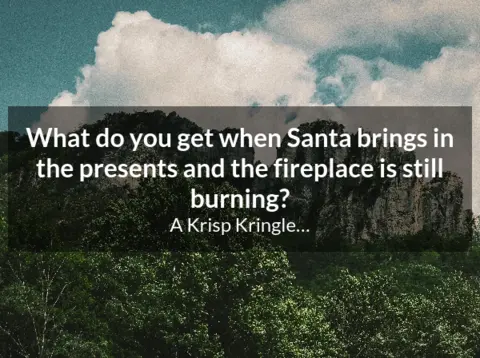 What do you get when Santa brings in
the presents and the fireplace is still
burning?
A Krisp Kringle...